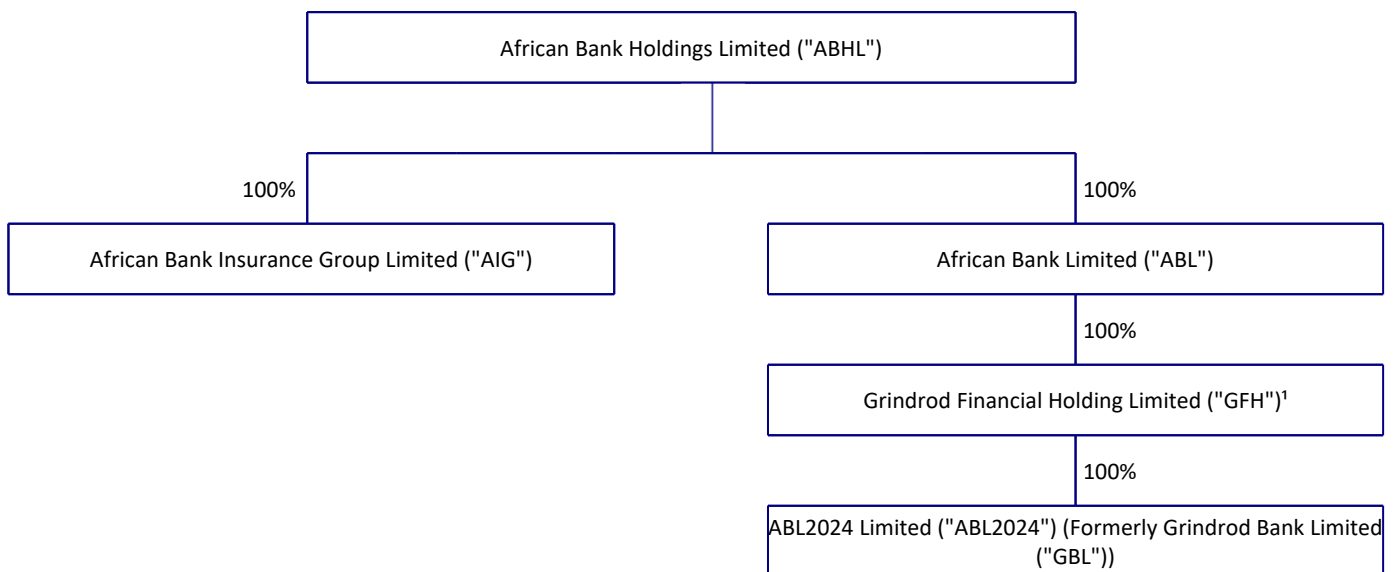 African Bank Holdings Limited ("ABHL")
100%
100%
African Bank Insurance Group Limited ("AIG")
African Bank Limited ("ABL")
100%
Grindrod Financial Holding Limited ("GFH")¹
100%
ABL2024 Limited ("ABL2024") (Formerly Grindrod Bank Limited
("GBL"))